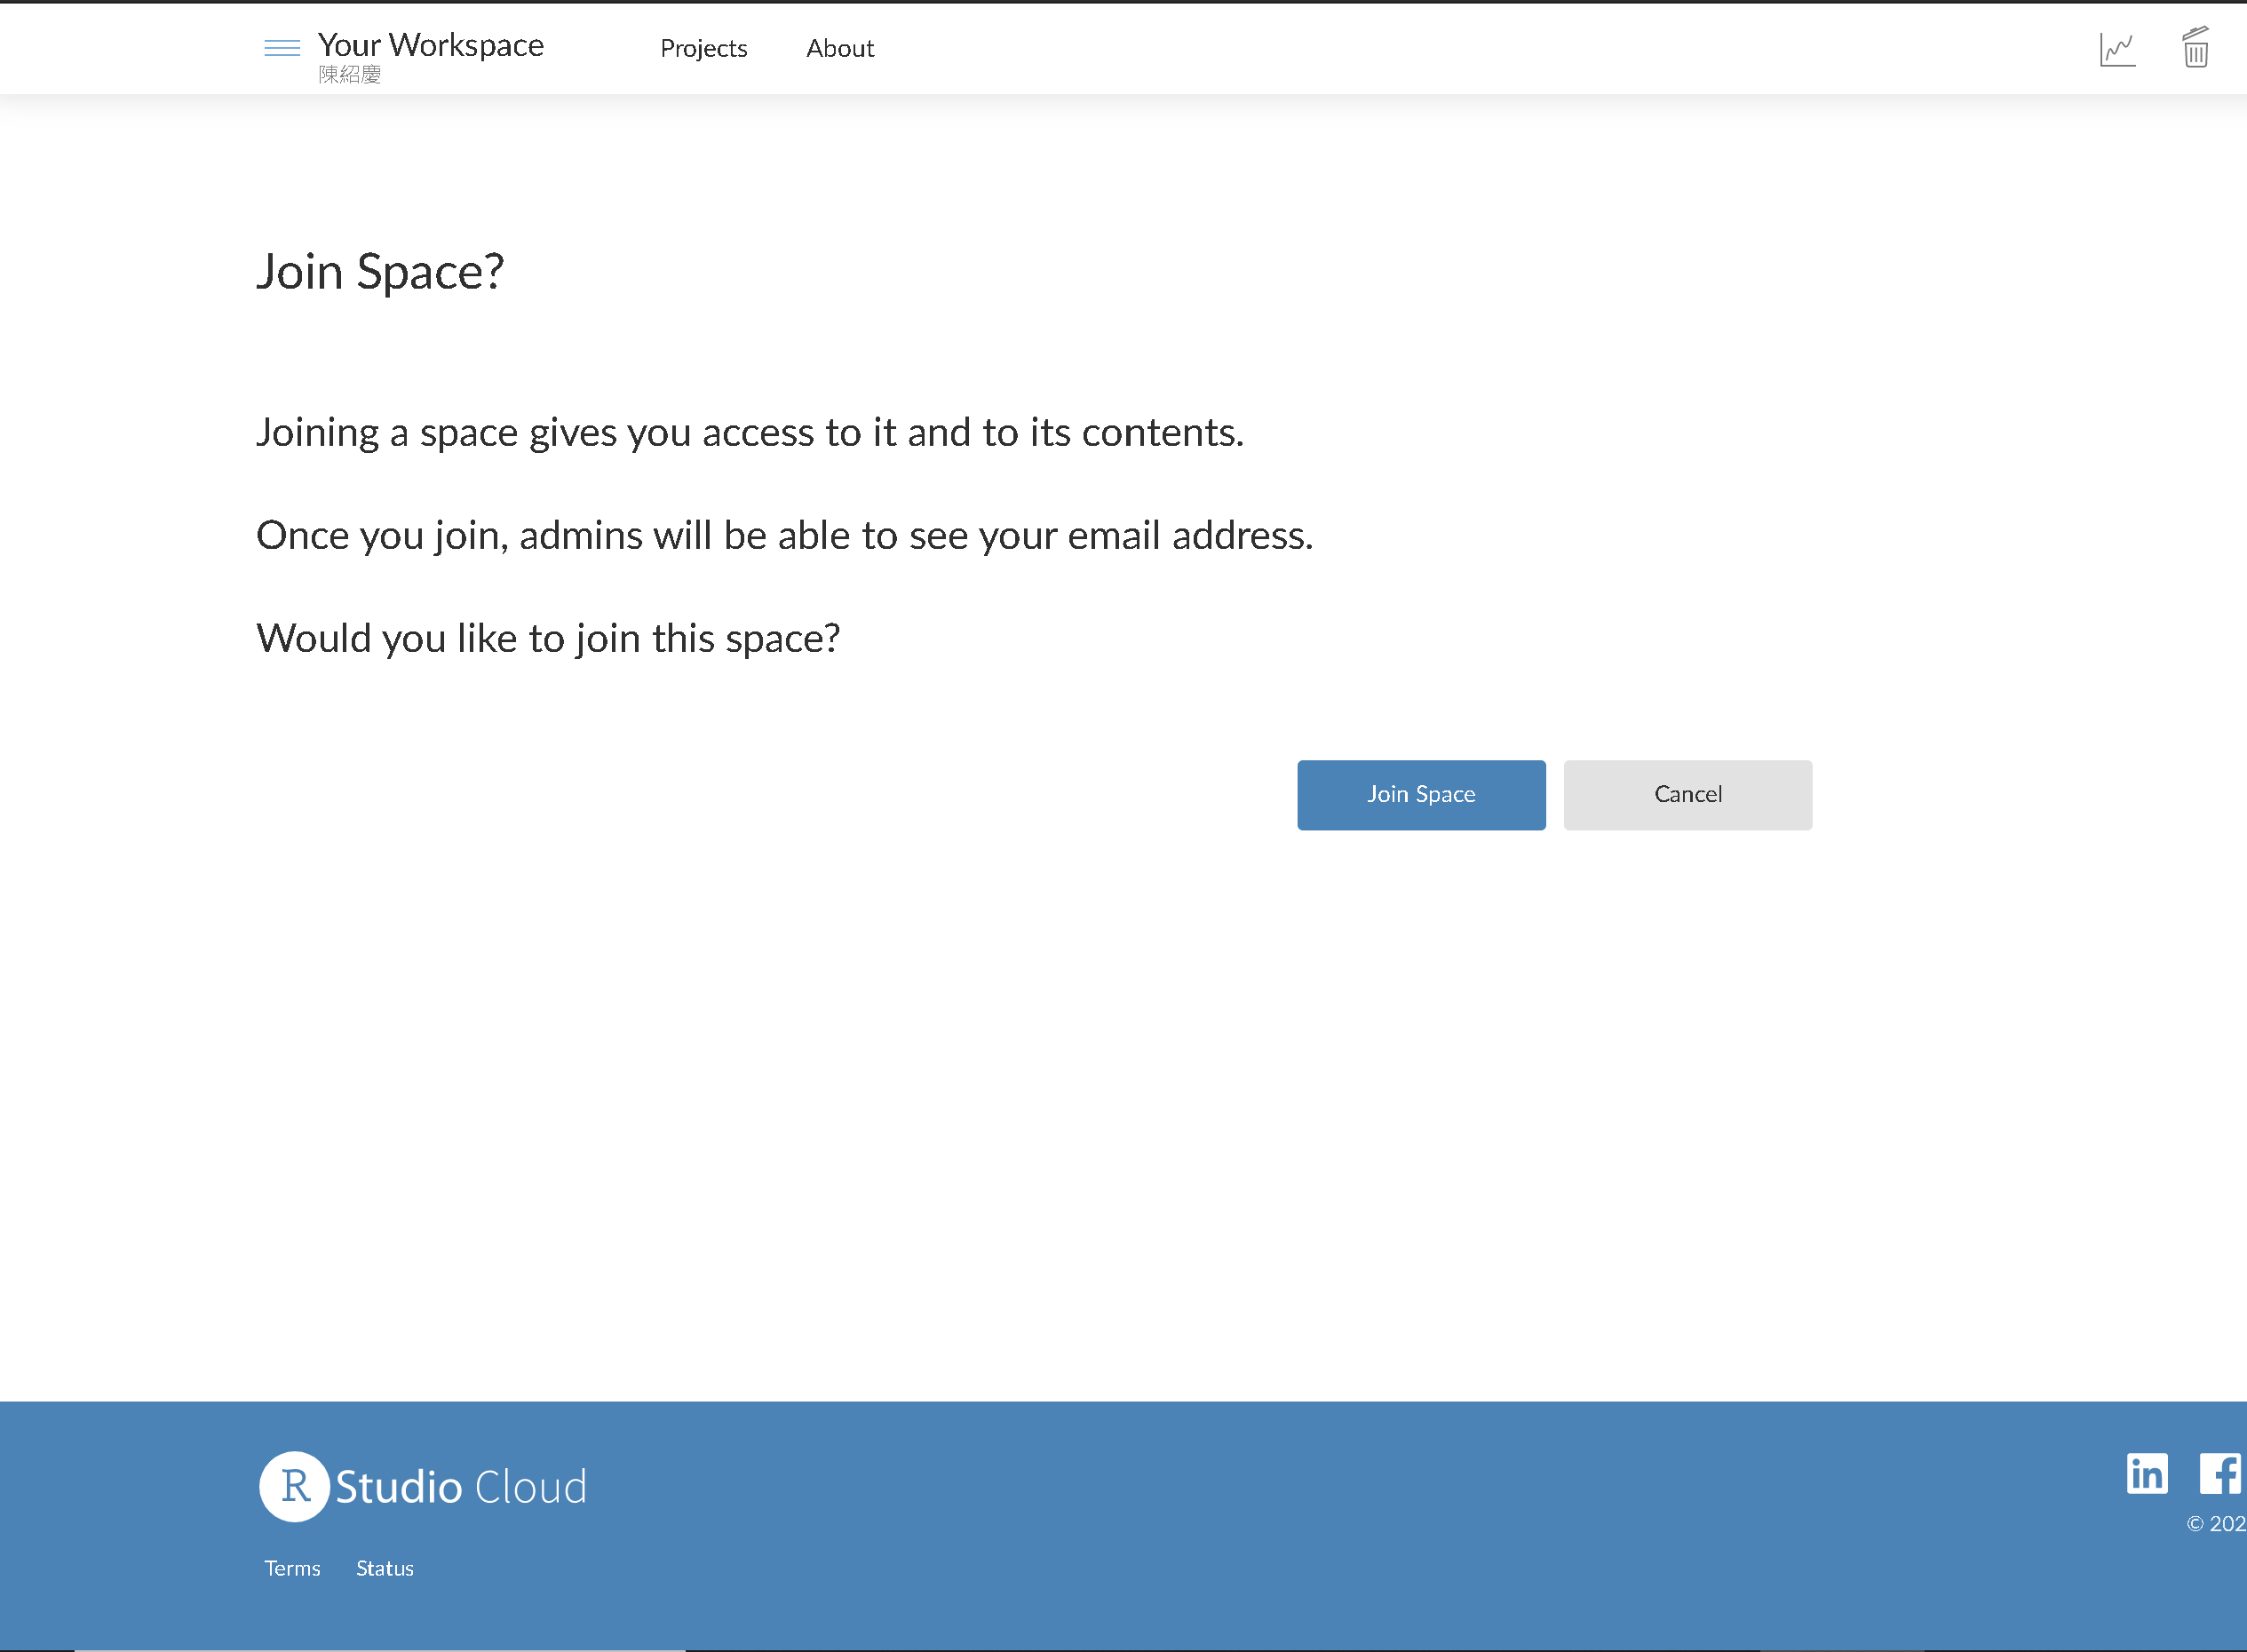 Your Workspace
陳紹慶
Projects
About
Join Space?
Joining a space gives you access to it and to its contents.
Once you join, admins will be able to see your email address.
Would you like to join this space?
Join Space
Cancel
R Studio Cloud
in f
© 202
Terms
Status